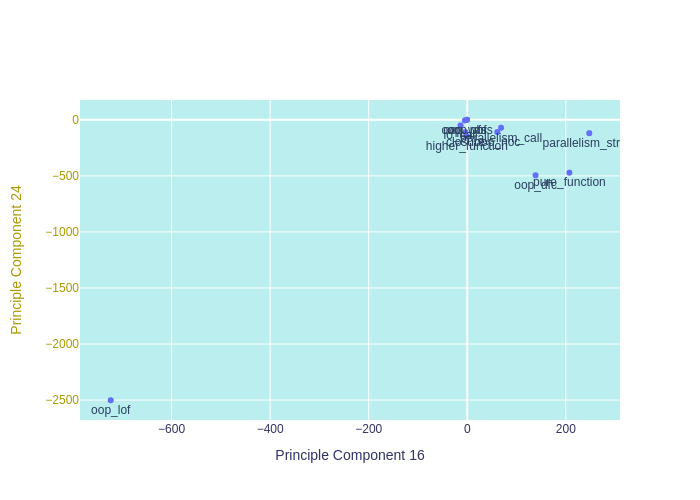 0
−500
−1000
−1500
−2000
−2500
Principle Component 24
parallelism_call
parallelism_str
higher_function
pure_function
oop_lof
−600
−400
−200
0
200
Principle Component 16